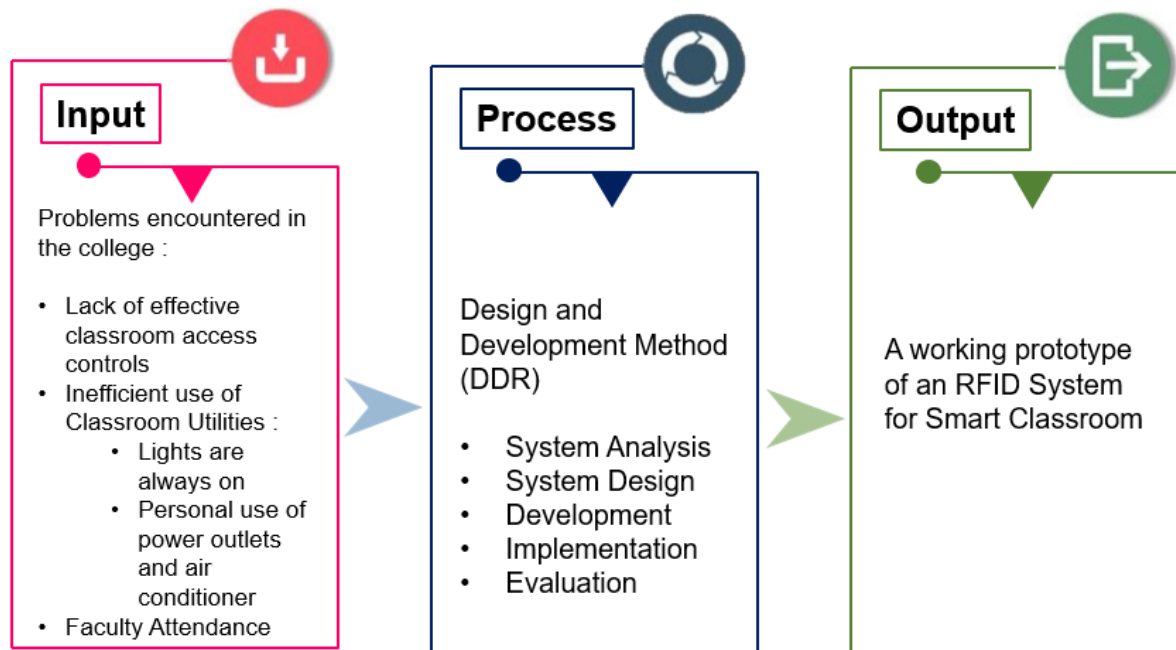 Input
Problems encountered in
the college :
• Lack of effective
classroom access
controls
• Inefficient use of
Classroom Utilities :
• Lights are
always on
• Personal use of
power outlets
and air
conditioner
• Faculty Attendance
Process
Design and
Development Method
(DDR)
• System Analysis
• System Design
• Development
• Implementation
• Evaluation
Output
A working prototype
of an RFID System
for Smart Classroom